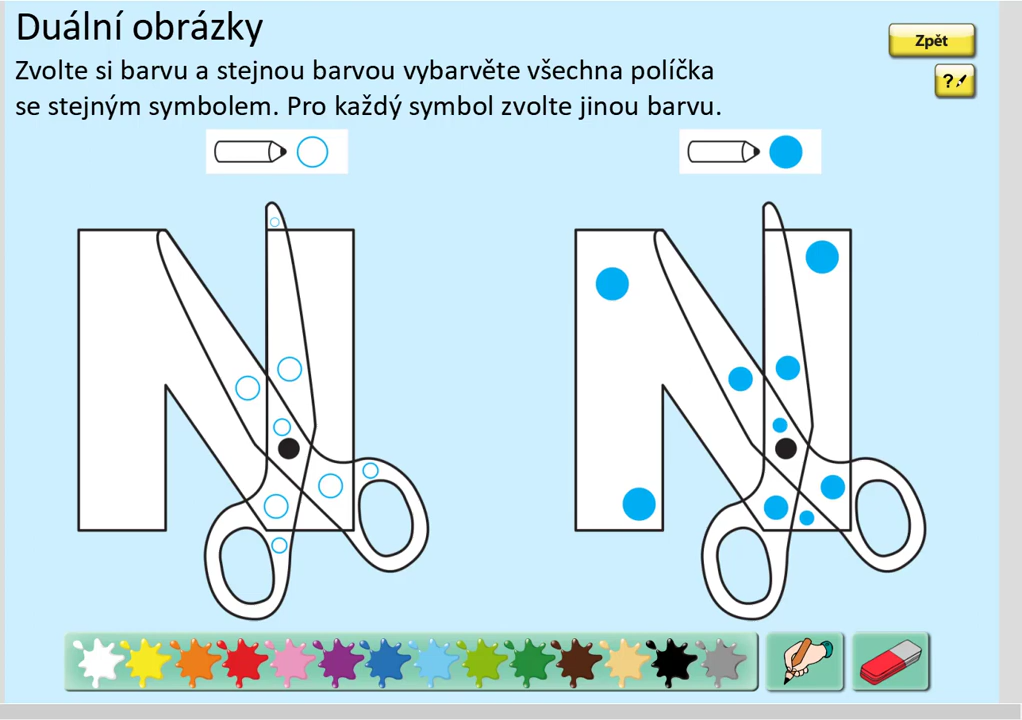 Duální obrázky
Zpět
Zvolte si barvu a stejnou barvou vybarvěte všechna políčka
se stejným symbolem. Pro každý symbol zvolte jinou barvu.
?